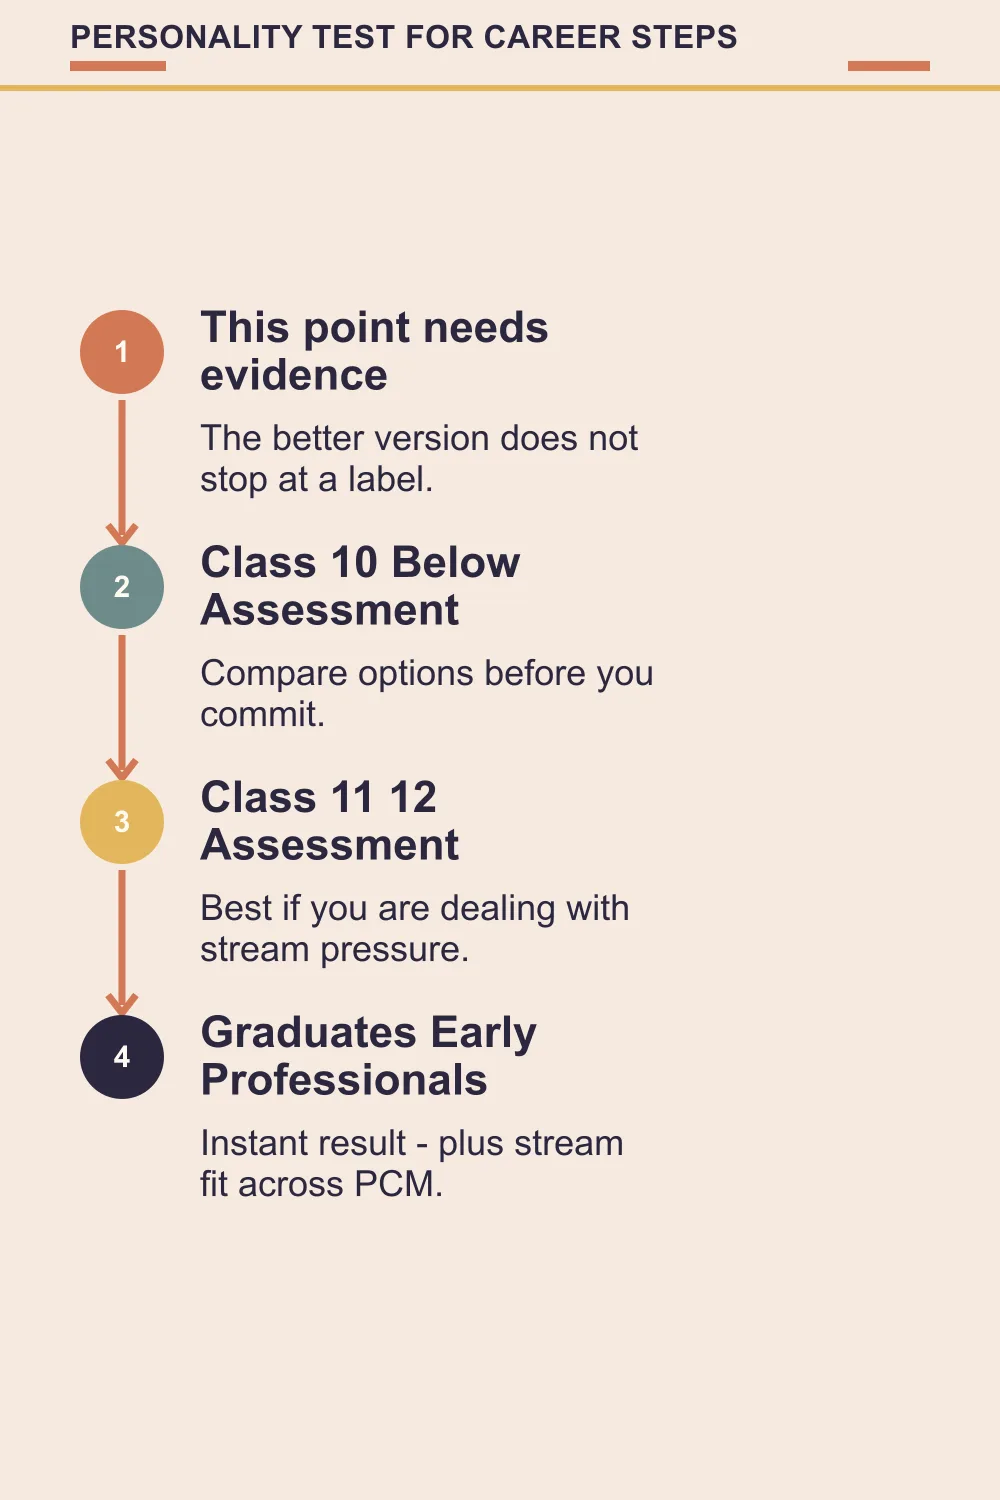 PERSONALITY TEST FOR CAREER STEPS
1
This point needs
evidence
The better version does not
stop at a label.
2
Class 10 Below
Assessment
Compare options before you
commit.
3
Class 11 12
Assessment
Best if you are dealing with
stream pressure.
4
Graduates Early
Professionals
Instant result - plus stream
fit across PCM.